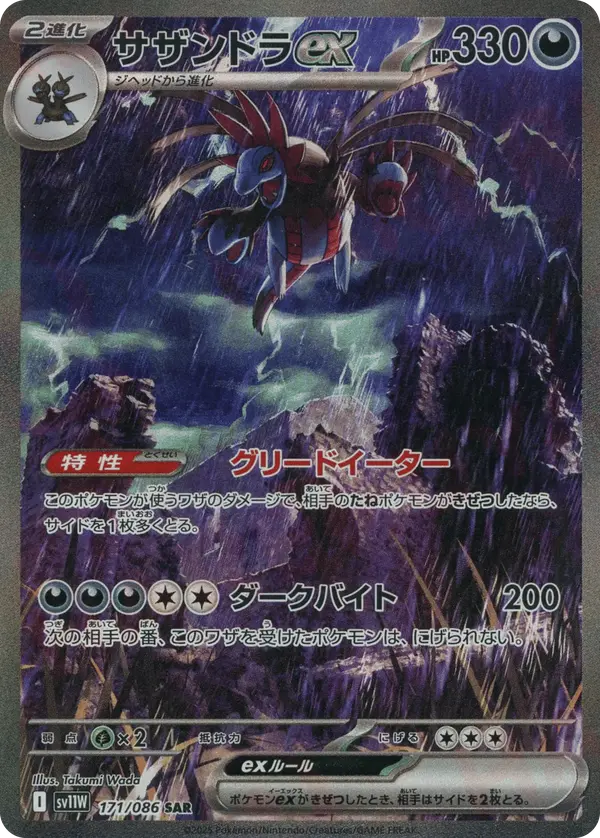 2進化
サザンドラex
HP330
ジヘッドから進化
特性
とくせい
グリードイーター
このポケモンが使うワザのダメージで、相手のたねポケモンがきぜつしたなら、
サイドを1枚多くとる。
ダークバイト 200
次の相手の番、このワザを受けたポケモンは、にげられない。
弱点 ×2 抵抗力 にげる
exルール
ポケモンexがきぜつしたとき、相手はサイドを2枚とる。
Illus. Takumi Wada
I sv11W 171/086 SAR
©2025 Pokémon/Nintendo/Creatures/GAME FREAK.